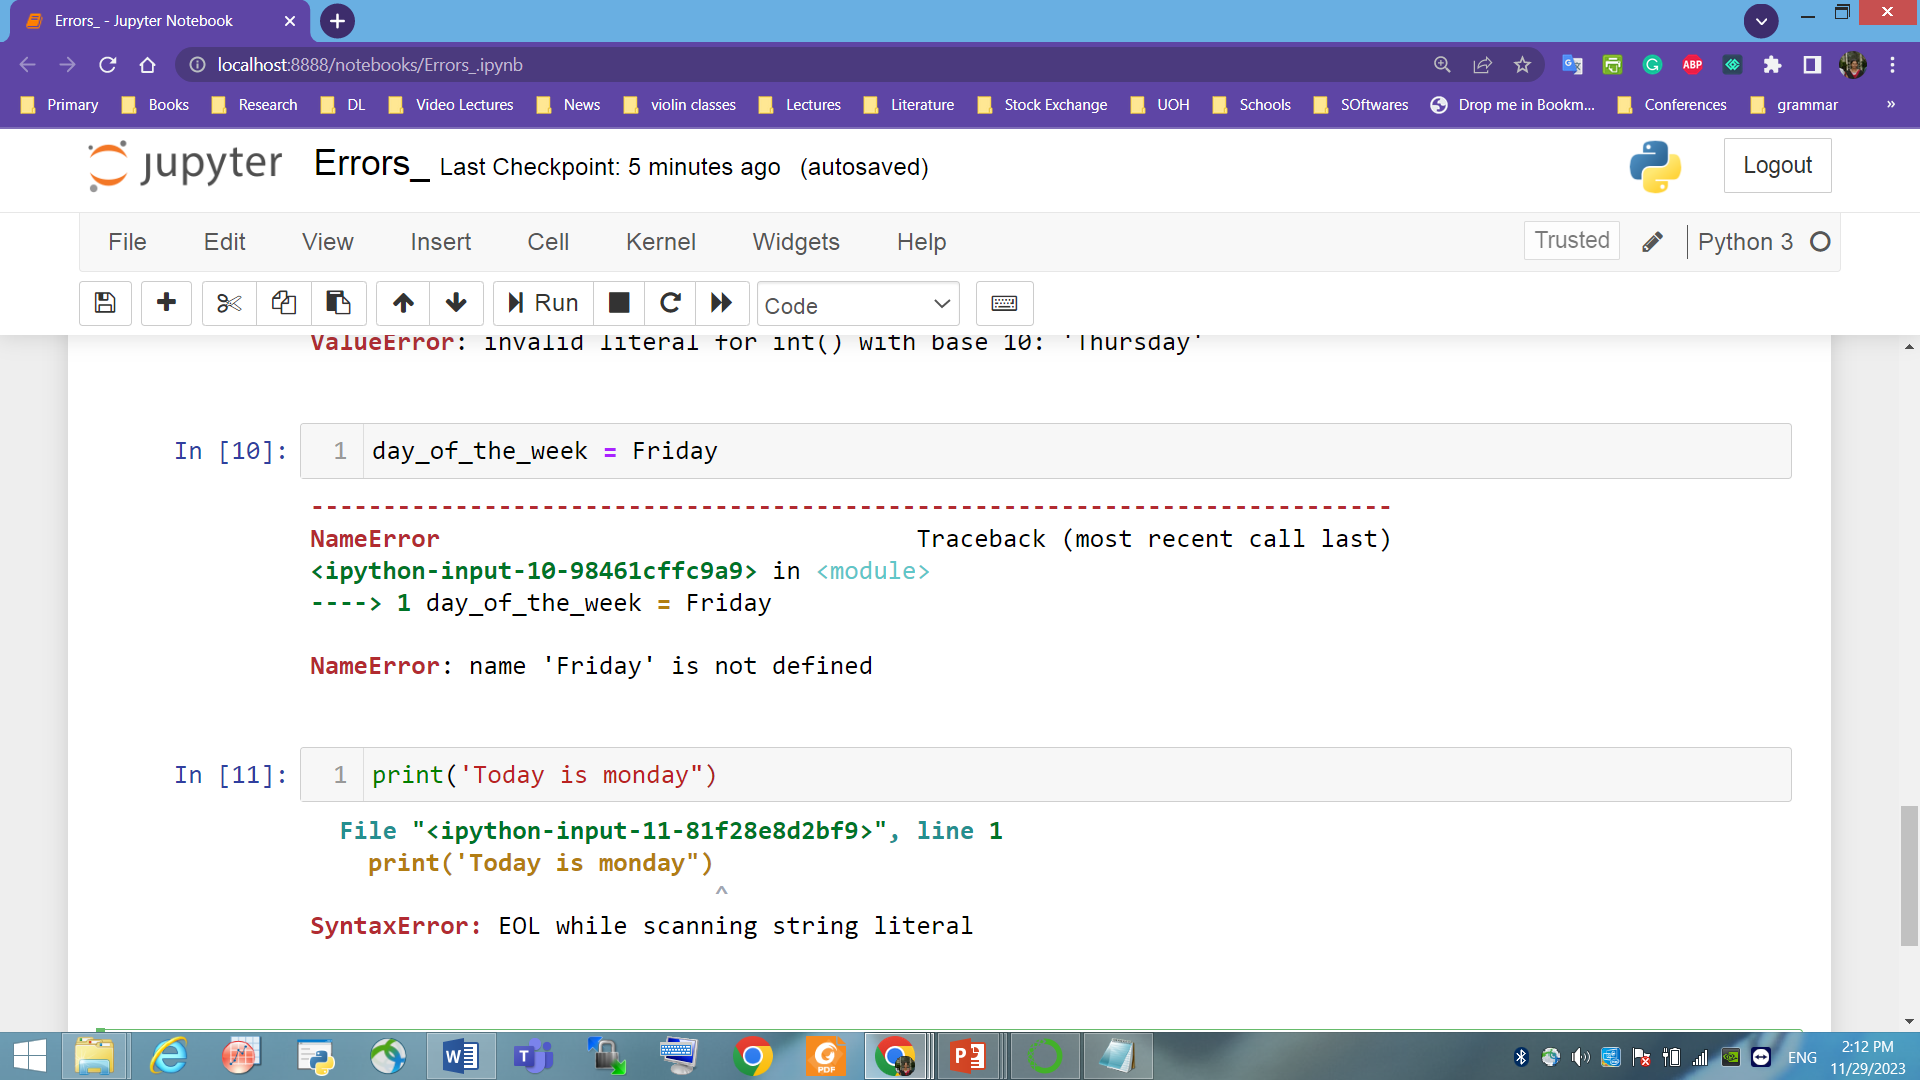 Errors_ - Jupyter Notebook
localhost:8888/notebooks/Errors_.ipynb
ABP
Primary Books Research DL Video Lectures News violin classes Lectures Literature Stock Exchange UOH Schools SOftwares Drop me in Bookm... Conferences grammar »
jupyter Errors_ Last Checkpoint: 5 minutes ago (autosaved) Logout
File Edit View Insert Cell Kernel Widgets Help Trusted Python 3
Run Code
ValueError: invalid literal for int() with base 10: 'Thursday'
In [10]: 1 day_of_the_week = Friday
---------------------------------------------------------------------------
NameError Traceback (most recent call last)
<ipython-input-10-98461cffc9a9> in <module>
----> 1 day_of_the_week = Friday
NameError: name 'Friday' is not defined
In [11]: 1 print('Today is monday")
File "<ipython-input-11-81f28e8d2bf9>", line 1
print('Today is monday")
^
SyntaxError: EOL while scanning string literal
PDF
ENG
2:12 PM
11/29/2023